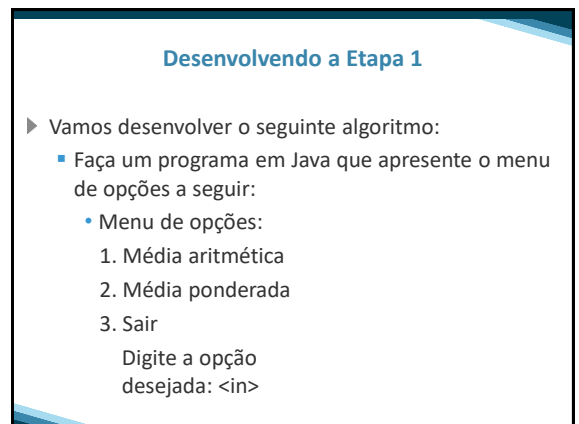 Desenvolvendo a Etapa 1
Vamos desenvolver o seguinte algoritmo:
Faça um programa em Java que apresente o menu
de opções a seguir:
• Menu de opções:
1. Média aritmética
2. Média ponderada
3. Sair
Digite a opção
desejada: <in>